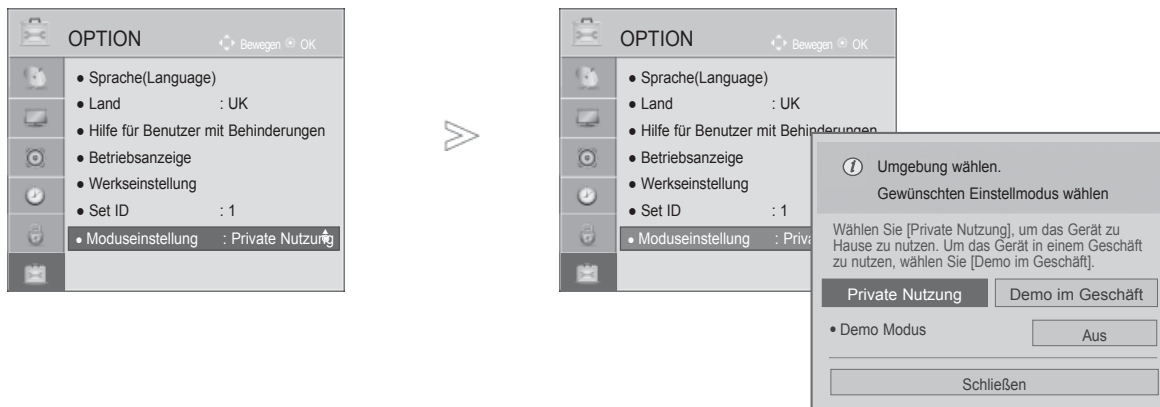 OPTION
Bewegen OK
● Sprache(Language)
● Land : UK
● Hilfe für Benutzer mit Behinderungen
● Betriebsanzeige
● Werkseinstellung
● Set ID : 1
● Moduseinstellung : Private Nutzung
OPTION
Bewegen OK
● Sprache(Language)
● Land : UK
● Hilfe für Benutzer mit Behinderungen
● Betriebsanzeige
● Werkseinstellung
● Set ID : 1
● Moduseinstellung : Priva
Umgebung wählen.
Gewünschten Einstellmodus wählen
Wählen Sie [Private Nutzung], um das Gerät zu
Hause zu nutzen. Um das Gerät in einem Geschäft
zu nutzen, wählen Sie [Demo im Geschäft].
Private Nutzung Demo im Geschäft
• Demo Modus Aus
Schließen